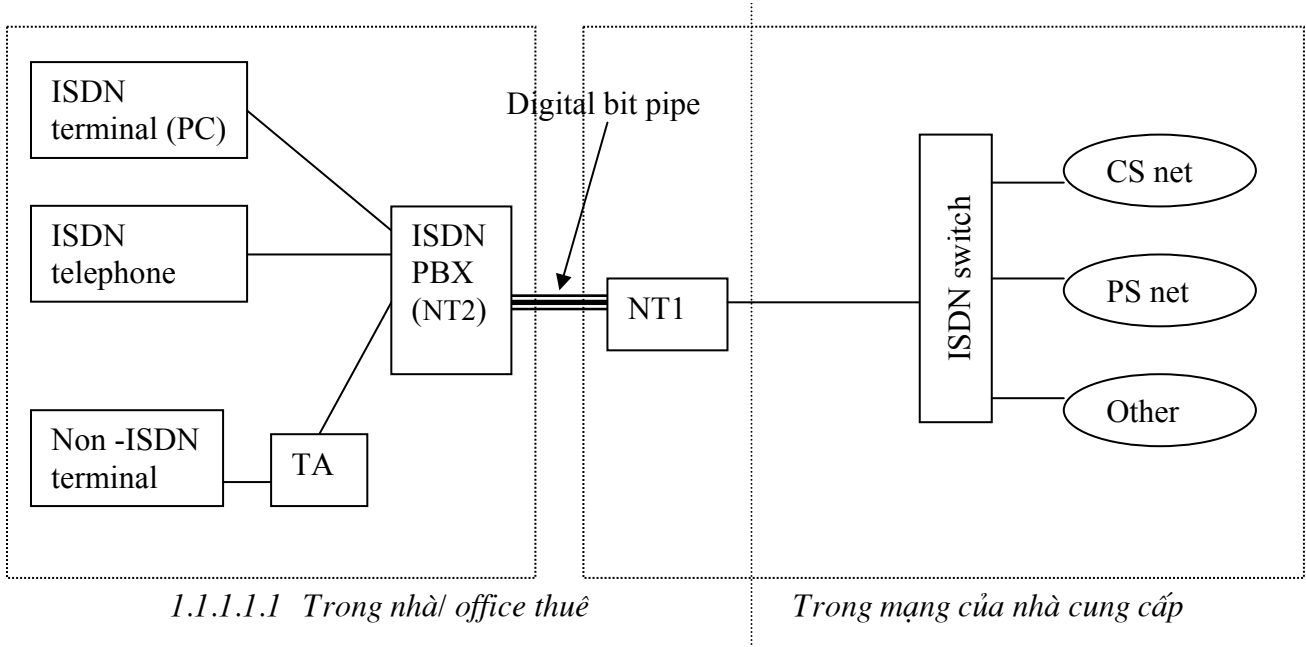 ISDN
terminal (PC)
Digital bit pipe
ISDN
telephone
ISDN
PBX
(NT2)
NT1
Non -ISDN
terminal
TA
ISDN switch
CS net
PS net
Other
1.1.1.1.1 Trong nhà/ office thuê
Trong mạng của nhà cung cấp